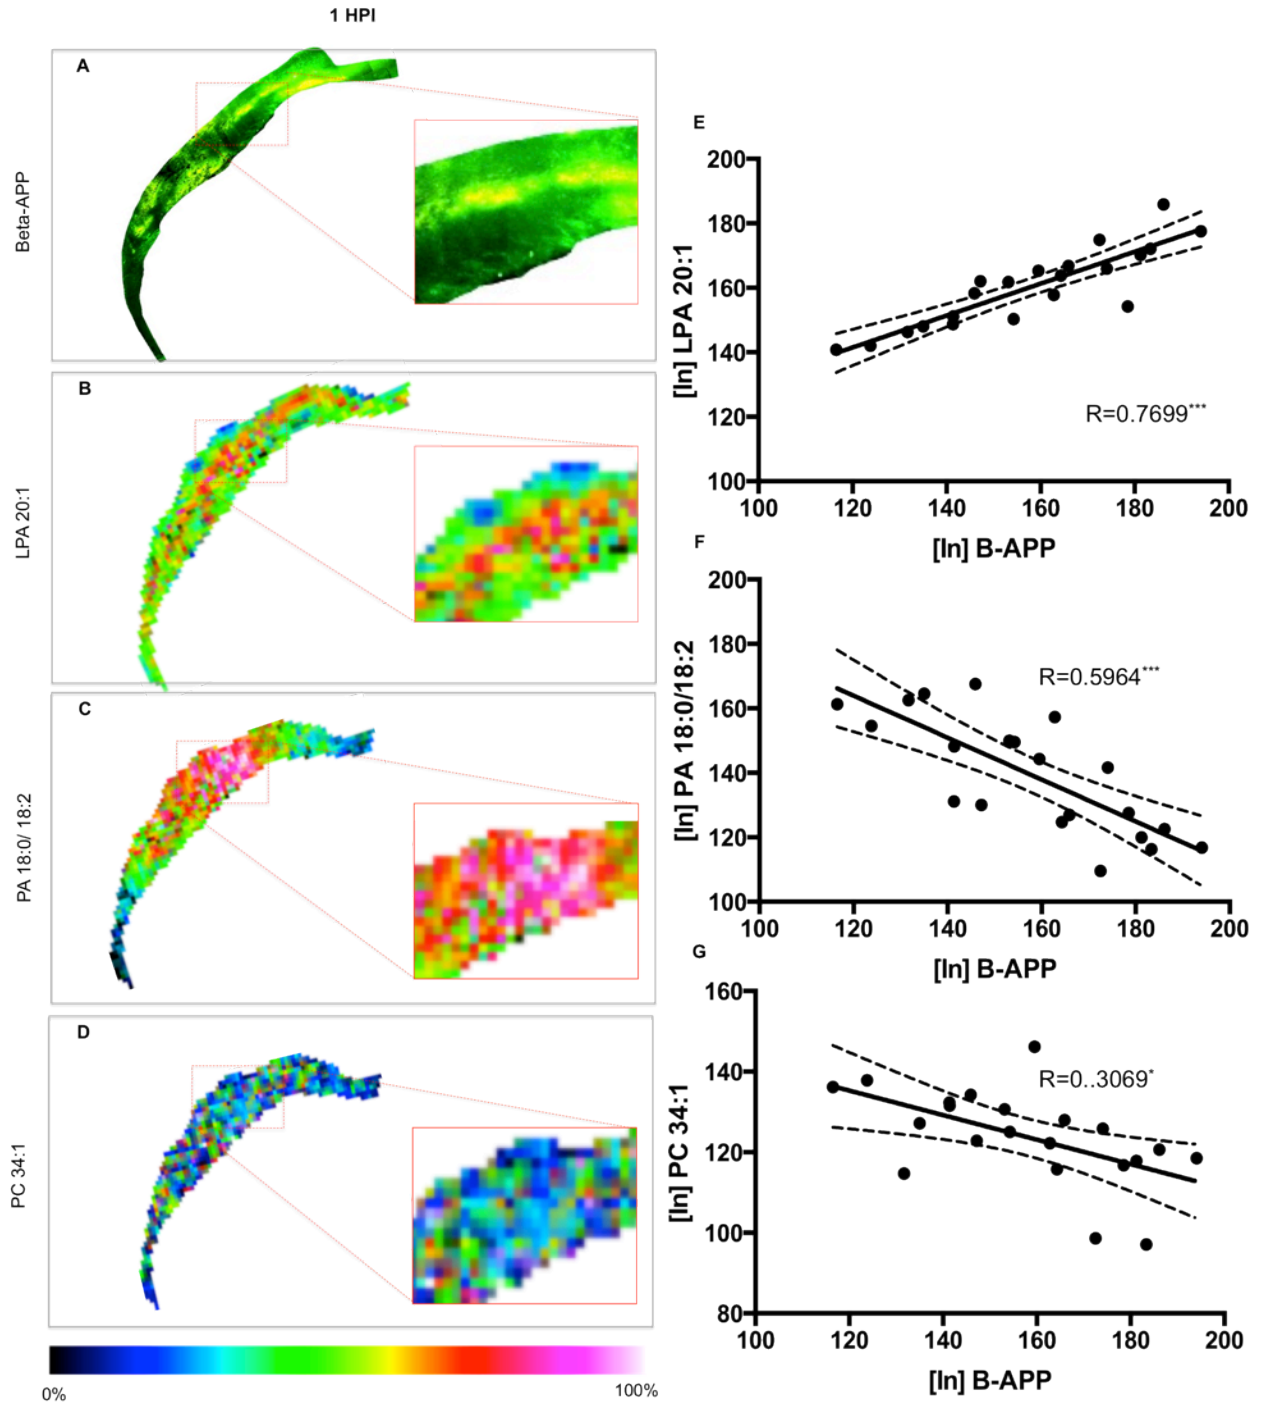 1 HPI
A
Beta-APP
B
LPA 20:1
C
PA 18:0/ 18:2
D
PC 34:1
0%
100%
E
200
180
160
140
120
100
[In] LPA 20:1
R=0.7699***
100 120 140 160 180 200
[In] B-APP
F
200
180
160
140
120
100
[In] PA 18:0/18:2
R=0.5964***
100 120 140 160 180 200
[In] B-APP
G
160
140
120
100
80
[In] PC 34:1
R=0..3069*
100 120 140 160 180 200
[In] B-APP